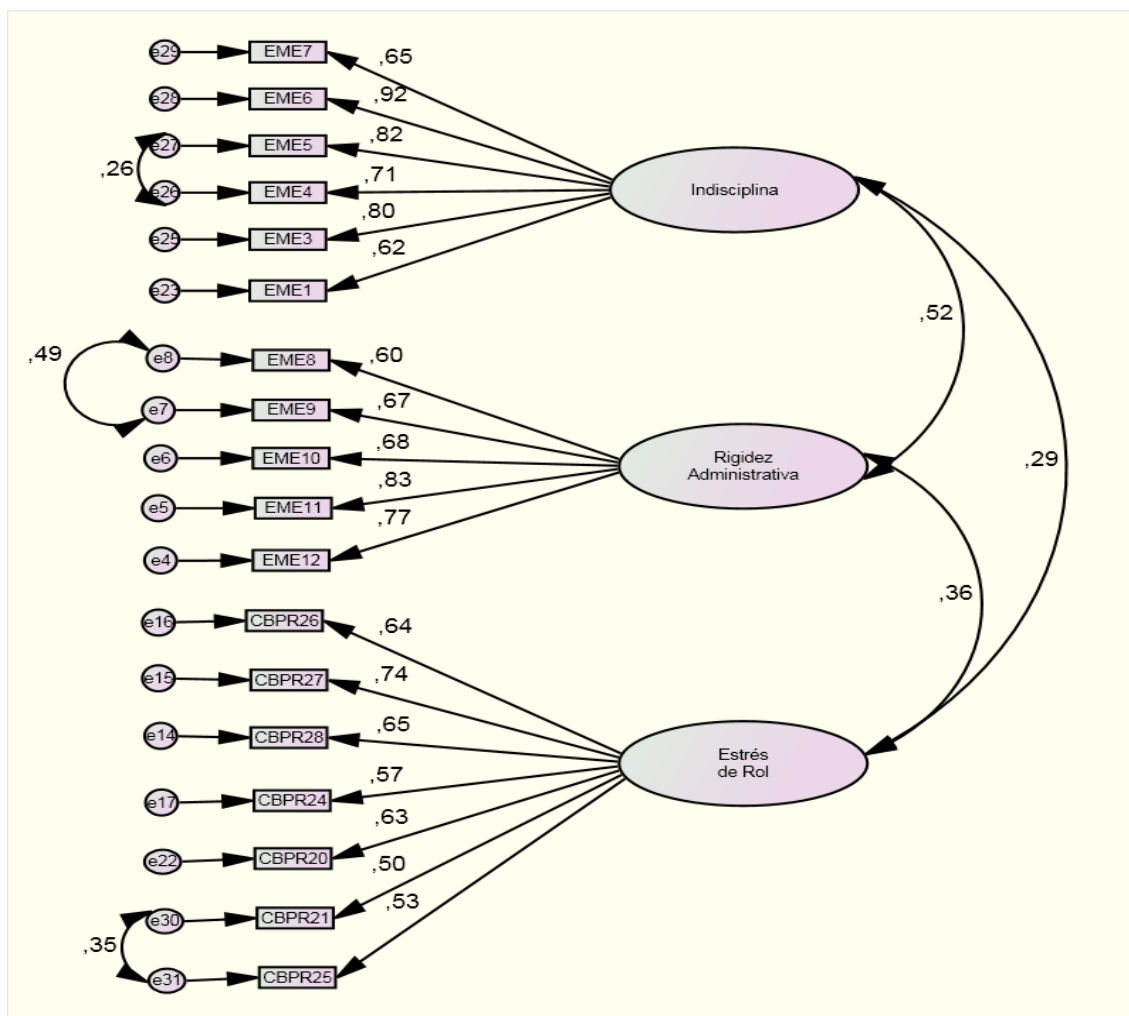 e29 EME7 ,65
e28 EME6 ,92
e27 EME5 ,82
,26
e26 EME4 ,71
Indisciplina
e25 EME3 ,80
e23 EME1 ,62
,52
,49
e8 EME8 ,60
e7 EME9 ,67
e6 EME10 ,68
Rigidez
Administrativa
,29
e5 EME11 ,83
e4 EME12 ,77
,36
e16 CBPR26 ,64
e15 CBPR27 ,74
e14 CBPR28 ,65
Estrés
de Rol
e17 CBPR24 ,57
e22 CBPR20 ,63
e30 CBPR21 ,50
,35
e31 CBPR25 ,53